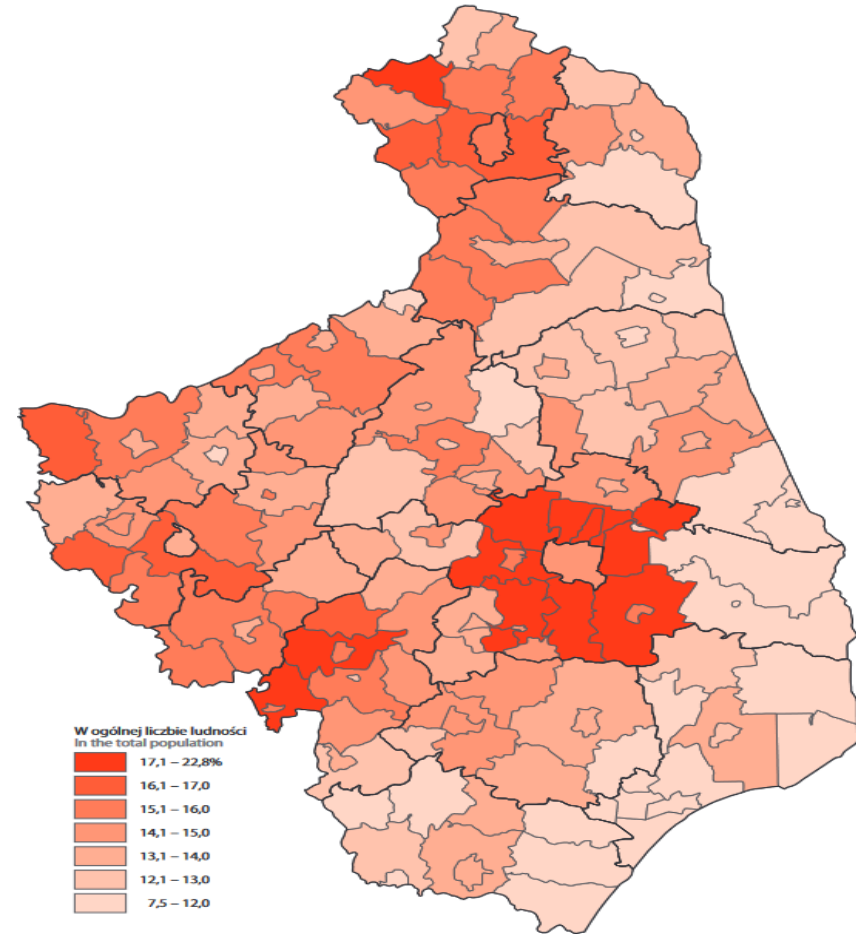 W ogólnej liczbie ludności
In the total population
17,1 – 22,8%
16,1 – 17,0
15,1 – 16,0
14,1 – 15,0
13,1 – 14,0
12,1 – 13,0
7,5 – 12,0